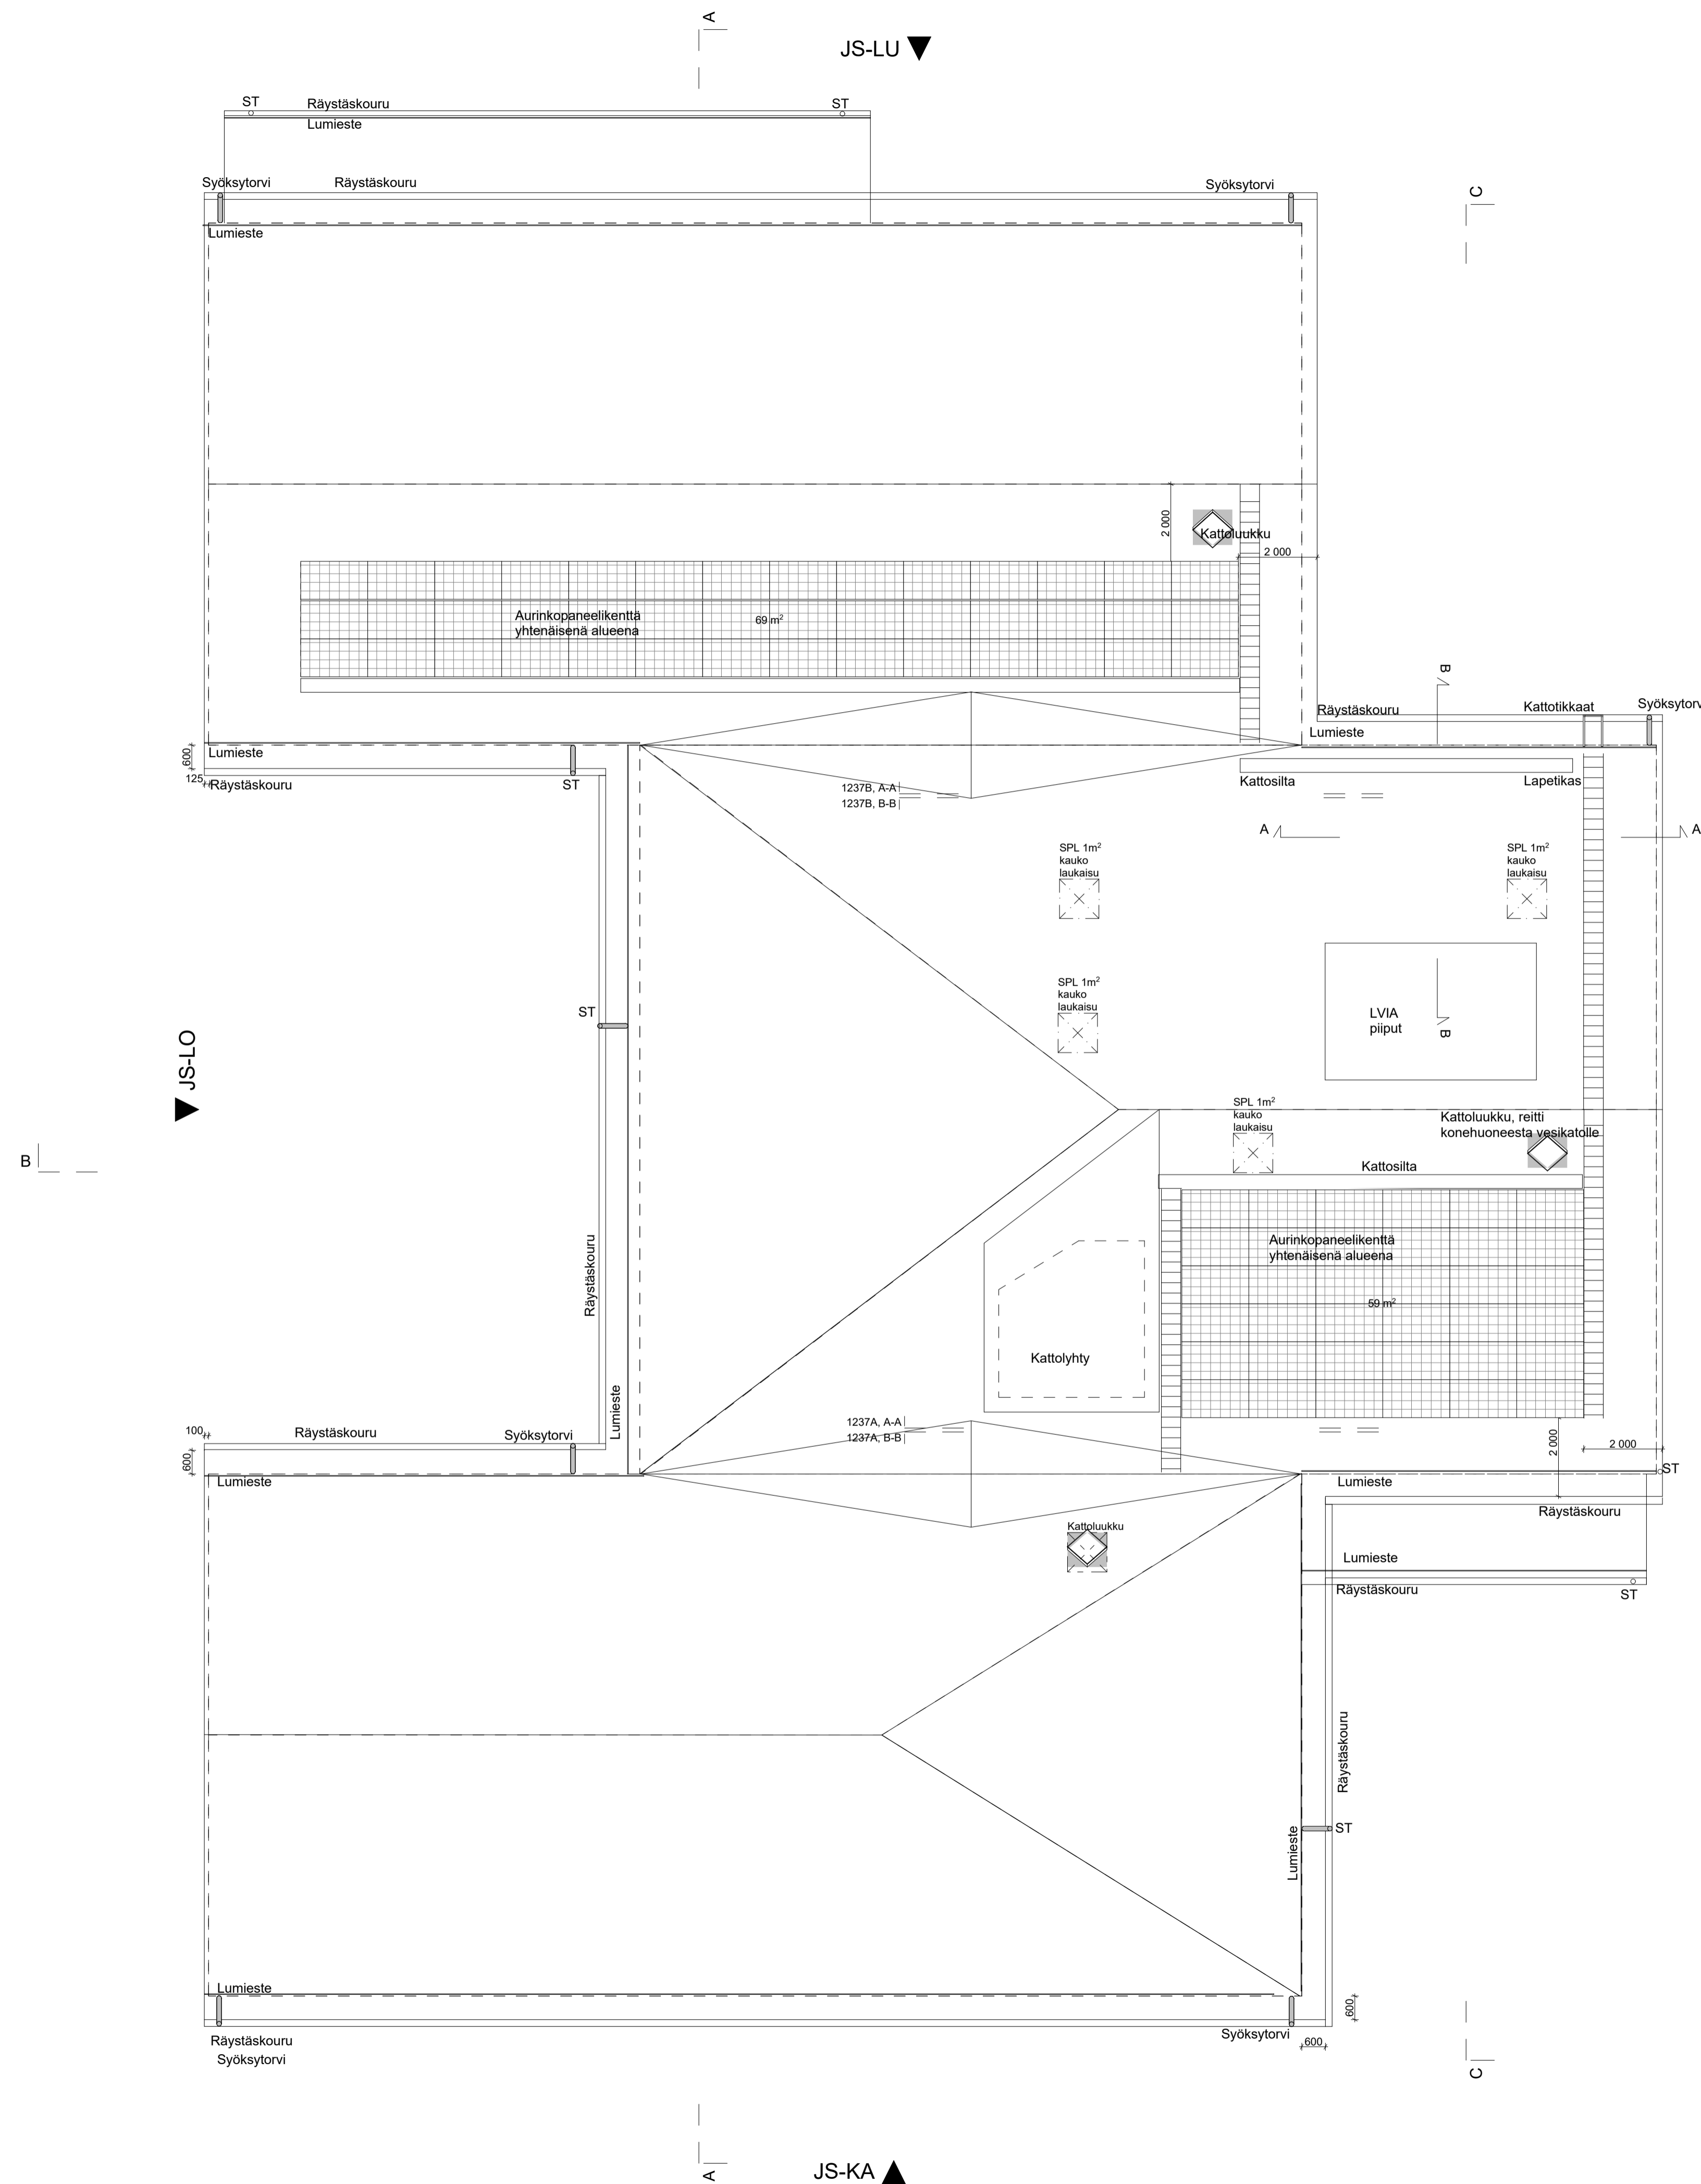 A
JS-LU
ST
Räystäskouru
ST
Lumieste
Syöksytorvi
Räystäskouru
Syöksytorvi
C
Lumieste
2 000
Kattoluukku
2 000
Aurinkopaneelikenttä
yhtenäisenä alueena
69 m²
B
Räystäskouru
Kattotikkaat
Syöksytorv
Lumieste
600
Lumieste
125
Räystäskouru
ST
Kattosilta
Lapetikas
1237B, A-A
1237B, B-B
A
A
SPL 1m²
kauko
laukaisu
SPL 1m²
kauko
laukaisu
SPL 1m²
kauko
laukaisu
ST
LVIA
piiput
B
JS-LO
SPL 1m²
kauko
laukaisu
Kattoluukku, reitti
konehuoneesta vesikatolle
B
Kattosilta
Räystäskouru
Aurinkopaneelikenttä
yhtenäisenä alueena
59 m²
Kattolyhty
Lumieste
100
Räystäskouru
Syöksytorvi
1237A, A-A
1237A, B-B
600
2 000
2 000
ST
Lumieste
Lumieste
Räystäskouru
Kattoluukku
Lumieste
Räystäskouru
ST
Räystäskouru
ST
Lumieste
Lumieste
600
Räystäskouru
Syöksytorvi
Syöksytorvi
600
C
A
JS-KA